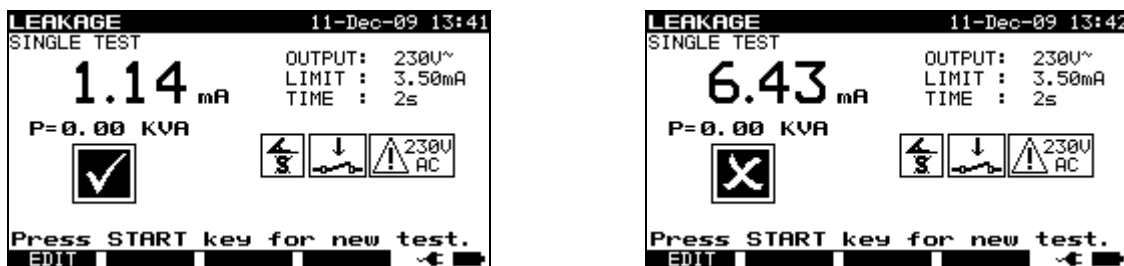 LEAKAGE 11-Dec-09 13:41
SINGLE TEST
OUTPUT: 230V~
1.14 mA
LIMIT : 3.50mA
TIME : 2s
P=0.00 KVA
230V
AC
Press START key for new test.
EDIT
LEAKAGE 11-Dec-09 13:42
SINGLE TEST
OUTPUT: 230V~
6.43 mA
LIMIT : 3.50mA
TIME : 2s
P=0.00 KVA
230V
AC
Press START key for new test.
EDIT